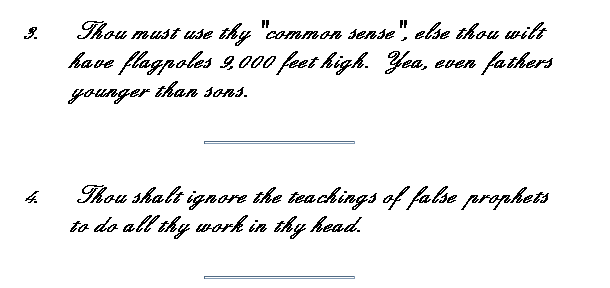 3. Thou must use thy "common sense", else thou wilt
have flagpoles 9,000 feet high. Yea, even fathers
younger than sons.
4. Thou shalt ignore the teachings of false prophets
to do all thy work in thy head.